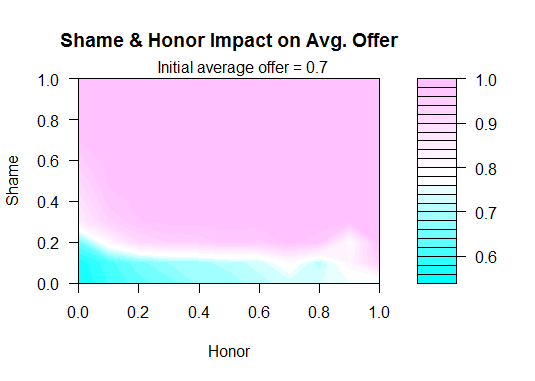 Shame & Honor Impact on Avg. Offer
Initial average offer = 0.7
Shame
1.0
0.8
0.6
0.4
0.2
0.0
0.0 0.2 0.4 0.6 0.8 1.0
Honor
1.0
0.9
0.8
0.7
0.6